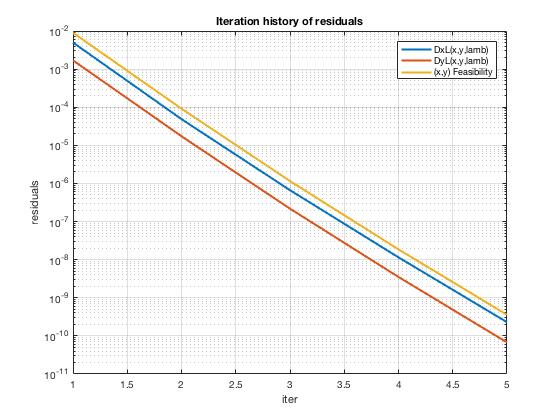 Iteration history of residuals
10^-2
10^-3
10^-4
10^-5
10^-6
10^-7
10^-8
10^-9
10^-10
10^-11
residuals
DxL(x,y,lamb)
DyL(x,y,lamb)
(x,y) Feasibility
1 1.5 2 2.5 3 3.5 4 4.5 5
iter